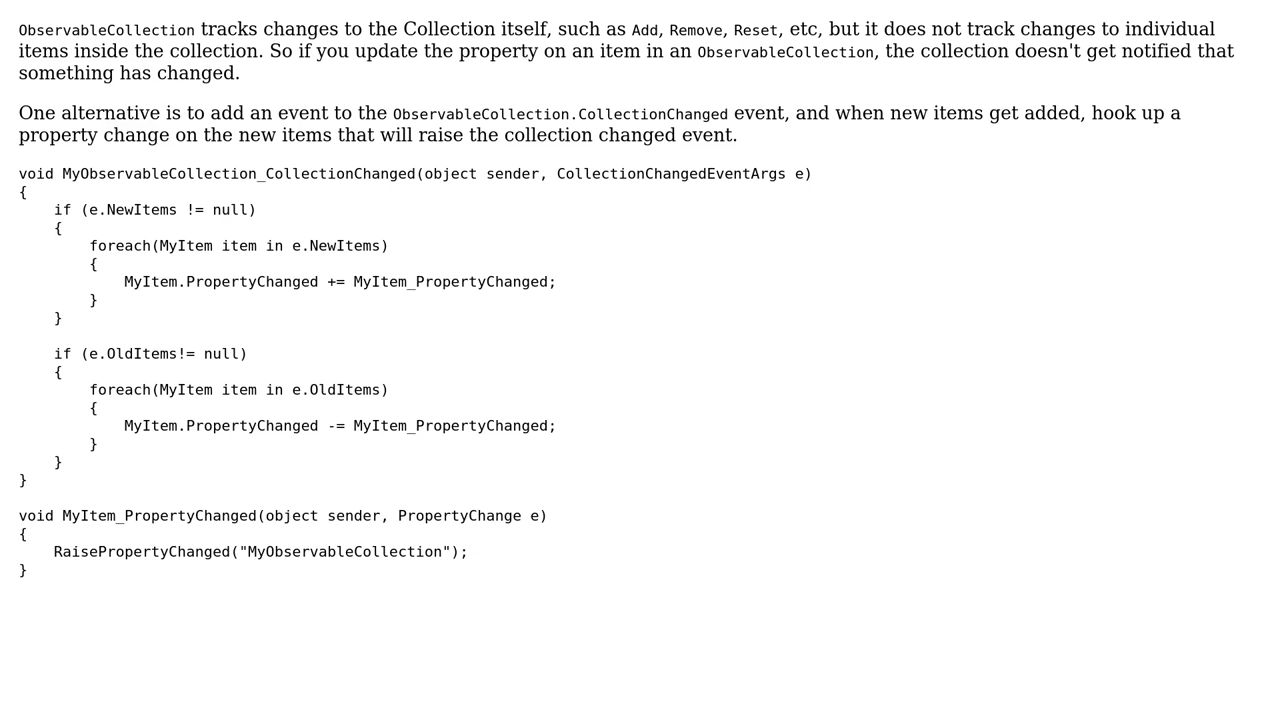 ObservableCollection tracks changes to the Collection itself, such as Add, Remove, Reset, etc, but it does not track changes to individual
items inside the collection. So if you update the property on an item in an ObservableCollection, the collection doesn't get notified that
something has changed.
One alternative is to add an event to the ObservableCollection.CollectionChanged event, and when new items get added, hook up a
property change on the new items that will raise the collection changed event.
void MyObservableCollection_CollectionChanged(object sender, CollectionChangedEventArgs e)
{
    if (e.NewItems != null)
    {
        foreach(MyItem item in e.NewItems)
        {
            MyItem.PropertyChanged += MyItem_PropertyChanged;
        }
    }

    if (e.OldItems!= null)
    {
        foreach(MyItem item in e.OldItems)
        {
            MyItem.PropertyChanged -= MyItem_PropertyChanged;
        }
    }
}

void MyItem_PropertyChanged(object sender, PropertyChange e)
{
    RaisePropertyChanged("MyObservableCollection");
}